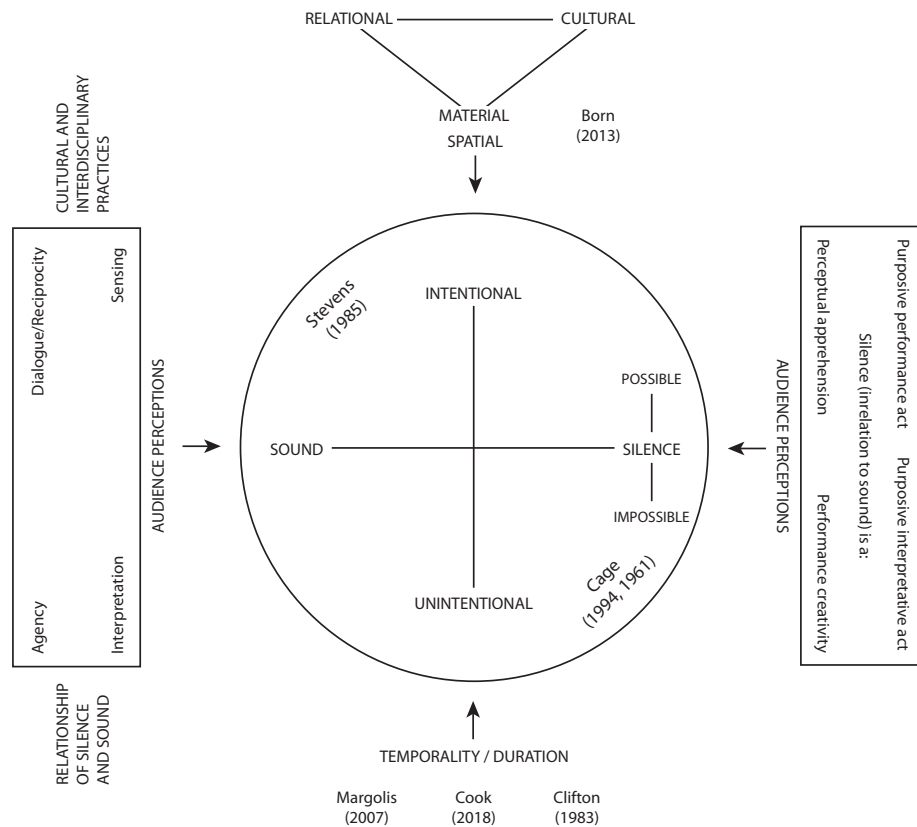 RELATIONAL
CULTURAL
MATERIAL
SPATIAL
Born
(2013)
CULTURAL AND
INTERDISCIPLINARY
PRACTICES
Dialogue/Reciprocity
Sensing
Agency
Interpretation
RELATIONSHIP
OF SILENCE
AND SOUND
AUDIENCE PERCEPTIONS
Stevens
(1985)
INTENTIONAL
SOUND
POSSIBLE
SILENCE
IMPOSSIBLE
UNINTENTIONAL
Cage
(1994, 1961)
AUDIENCE PERCEPTIONS
Purposive performance act
Purposive interpretative act
Silence (inrelation to sound) is a:
Perceptual apprehension
Performance creativity
TEMPORALITY / DURATION
Margolis
(2007)
Cook
(2018)
Clifton
(1983)